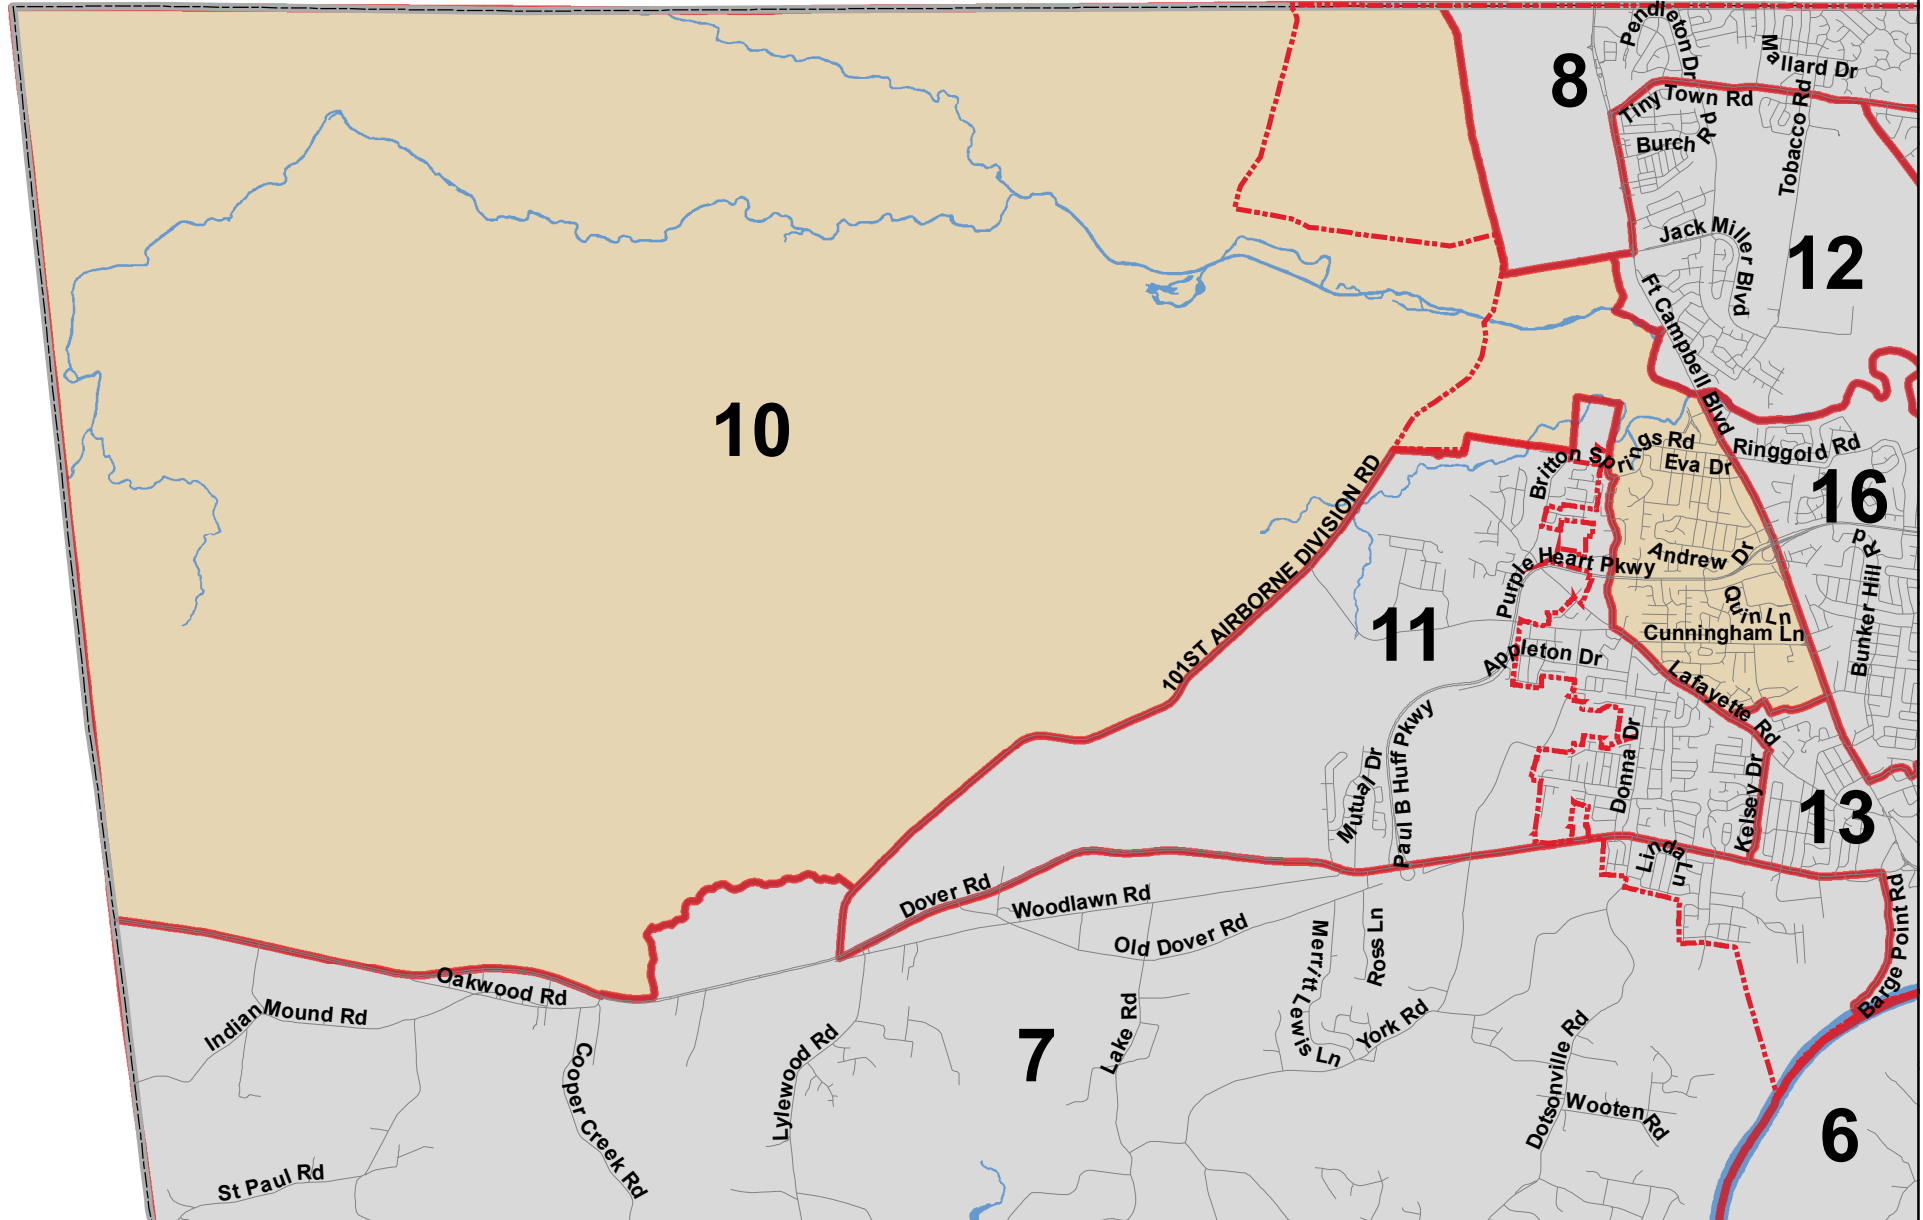 Pendleton Dr
Mallard Dr
8
Tiny Town Rd
Tobacco Rd
Burch Rd
Jack Miller Blvd
12
Ft Campbell Blvd
10
Ringgold Rd
Britton Springs Rd
Eva Dr
16
101ST AIRBORNE DIVISION RD
Andrew Dr
Purple Heart Pkwy
Bunker Hill Rd
Quin Ln
11
Cunningham Ln
Appleton Dr
Lafayette Rd
Paul B Huff Pkwy
Mutual Dr
Donna Dr
Kelsey Dr
13
Linda Ln
Dover Rd
Woodlawn Rd
Old Dover Rd
Merritt Lewis Ln
Ross Ln
Barge Point Rd
Oakwood Rd
Indian Mound Rd
Cooper Creek Rd
Lylewood Rd
7
Lake Rd
York Rd
Dotsonville Rd
Wooten Rd
6
St Paul Rd